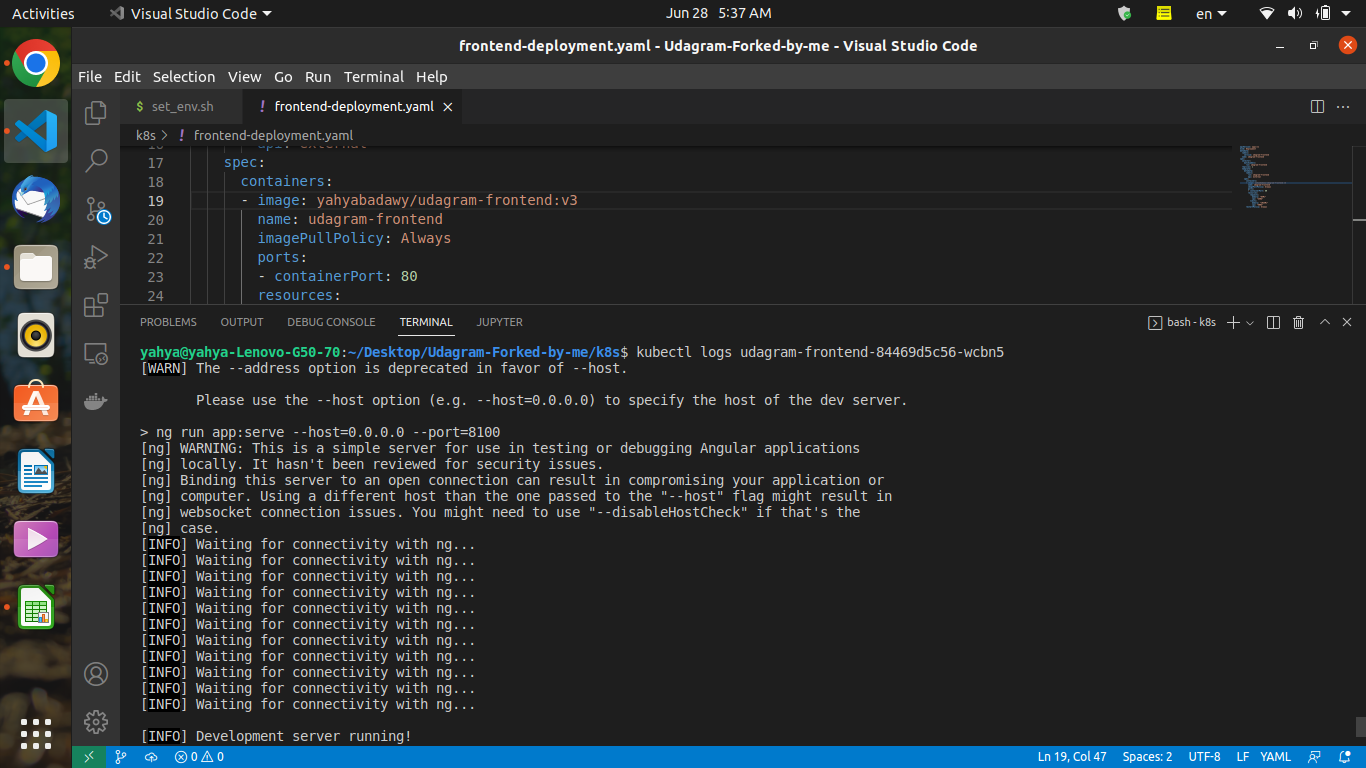 Activities
Visual Studio Code
Jun 28 5:37 AM
en
frontend-deployment.yaml - Udagram-Forked-by-me - Visual Studio Code
File Edit Selection View Go Run Terminal Help
$ set_env.sh
! frontend-deployment.yaml
k8s > ! frontend-deployment.yaml
16 api: external
17 spec:
18 containers:
19 - image: yahyabadawy/udagram-frontend:v3
20 name: udagram-frontend
21 imagePullPolicy: Always
22 ports:
23 - containerPort: 80
24 resources:
PROBLEMS OUTPUT DEBUG CONSOLE TERMINAL JUPYTER
bash - k8s
yahya@yahya-Lenovo-G50-70:~/Desktop/Udagram-Forked-by-me/k8s$ kubectl logs udagram-frontend-84469d5c56-wcbn5
[WARN] The --address option is deprecated in favor of --host.
Please use the --host option (e.g. --host=0.0.0.0) to specify the host of the dev server.
> ng run app:serve --host=0.0.0.0 --port=8100
[ng] WARNING: This is a simple server for use in testing or debugging Angular applications
[ng] locally. It hasn't been reviewed for security issues.
[ng] Binding this server to an open connection can result in compromising your application or
[ng] computer. Using a different host than the one passed to the "--host" flag might result in
[ng] websocket connection issues. You might need to use "--disableHostCheck" if that's the
[ng] case.
[INFO] Waiting for connectivity with ng...
[INFO] Waiting for connectivity with ng...
[INFO] Waiting for connectivity with ng...
[INFO] Waiting for connectivity with ng...
[INFO] Waiting for connectivity with ng...
[INFO] Waiting for connectivity with ng...
[INFO] Waiting for connectivity with ng...
[INFO] Waiting for connectivity with ng...
[INFO] Waiting for connectivity with ng...
[INFO] Waiting for connectivity with ng...
[INFO] Waiting for connectivity with ng...
[INFO] Development server running!
0 0
Ln 19, Col 47 Spaces: 2 UTF-8 LF YAML